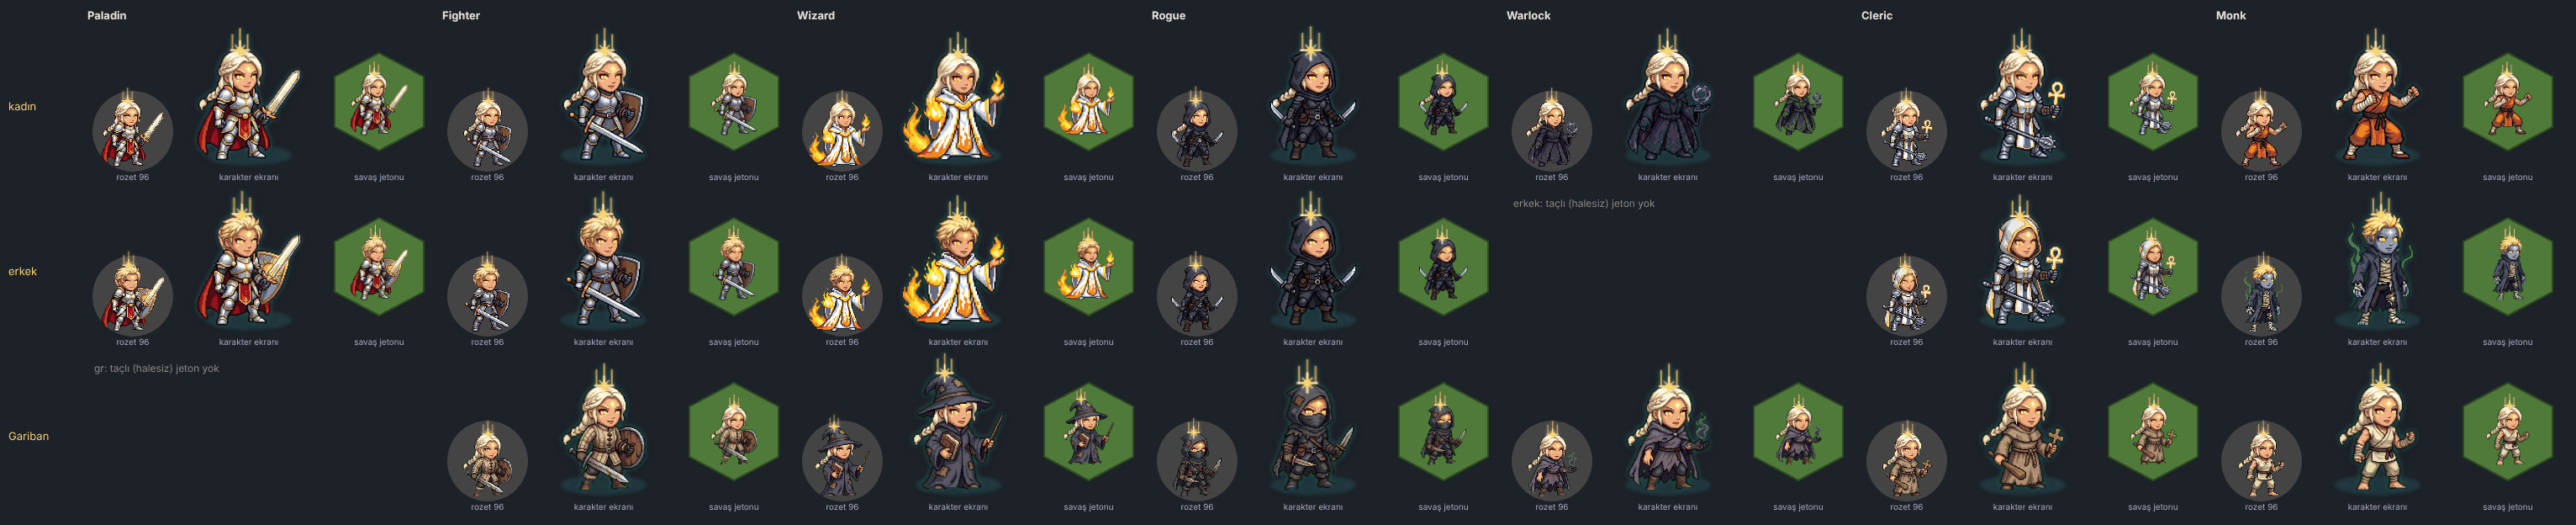 Paladin Fighter Wizard Rogue Warlock Cleric Monk
kadın
rozet 96 karakter ekranı savaş jetonu rozet 96 karakter ekranı savaş jetonu rozet 96 karakter ekranı savaş jetonu rozet 96 karakter ekranı savaş jetonu rozet 96 karakter ekranı savaş jetonu rozet 96 karakter ekranı savaş jetonu rozet 96 karakter ekranı savaş jetonu
erkek: taçlı (halesiz) jeton yok
erkek
rozet 96 karakter ekranı savaş jetonu rozet 96 karakter ekranı savaş jetonu rozet 96 karakter ekranı savaş jetonu rozet 96 karakter ekranı savaş jetonu rozet 96 karakter ekranı savaş jetonu rozet 96 karakter ekranı savaş jetonu
gr: taçlı (halesiz) jeton yok
Gariban
rozet 96 karakter ekranı savaş jetonu rozet 96 karakter ekranı savaş jetonu rozet 96 karakter ekranı savaş jetonu rozet 96 karakter ekranı savaş jetonu rozet 96 karakter ekranı savaş jetonu rozet 96 karakter ekranı savaş jetonu